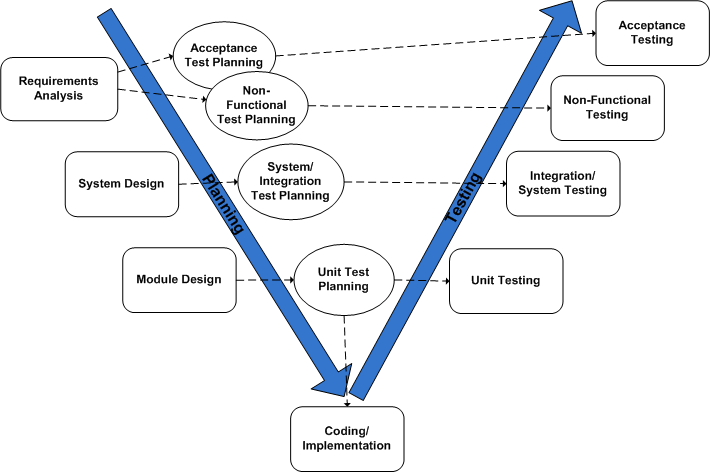 Acceptance
Testing
Acceptance
Test Planning
Requirements
Analysis
Non-
Functional
Test Planning
Non-Functional
Testing
System Design
System/
Integration
Test Planning
Integration/
System Testing
Planning
Testing
Module Design
Unit Test
Planning
Unit Testing
Coding/
Implementation